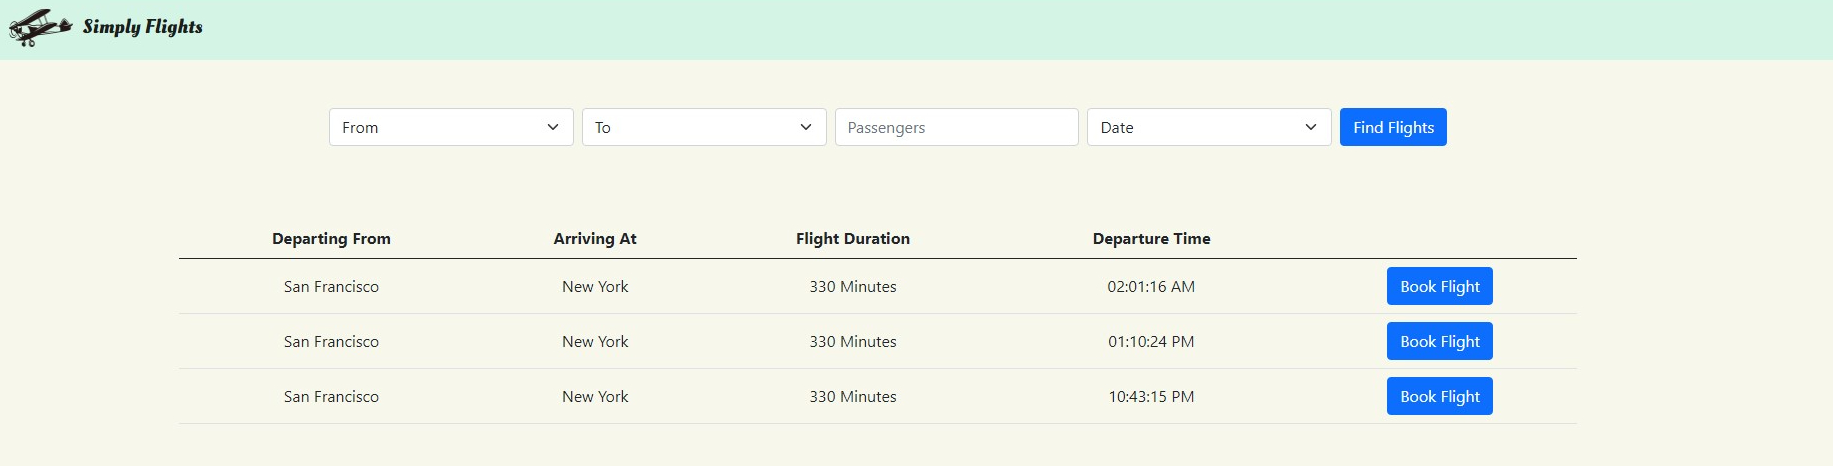 Simply Flights
From To Passengers Date Find Flights
Departing From Arriving At Flight Duration Departure Time
San Francisco New York 330 Minutes 02:01:16 AM Book Flight
San Francisco New York 330 Minutes 01:10:24 PM Book Flight
San Francisco New York 330 Minutes 10:43:15 PM Book Flight